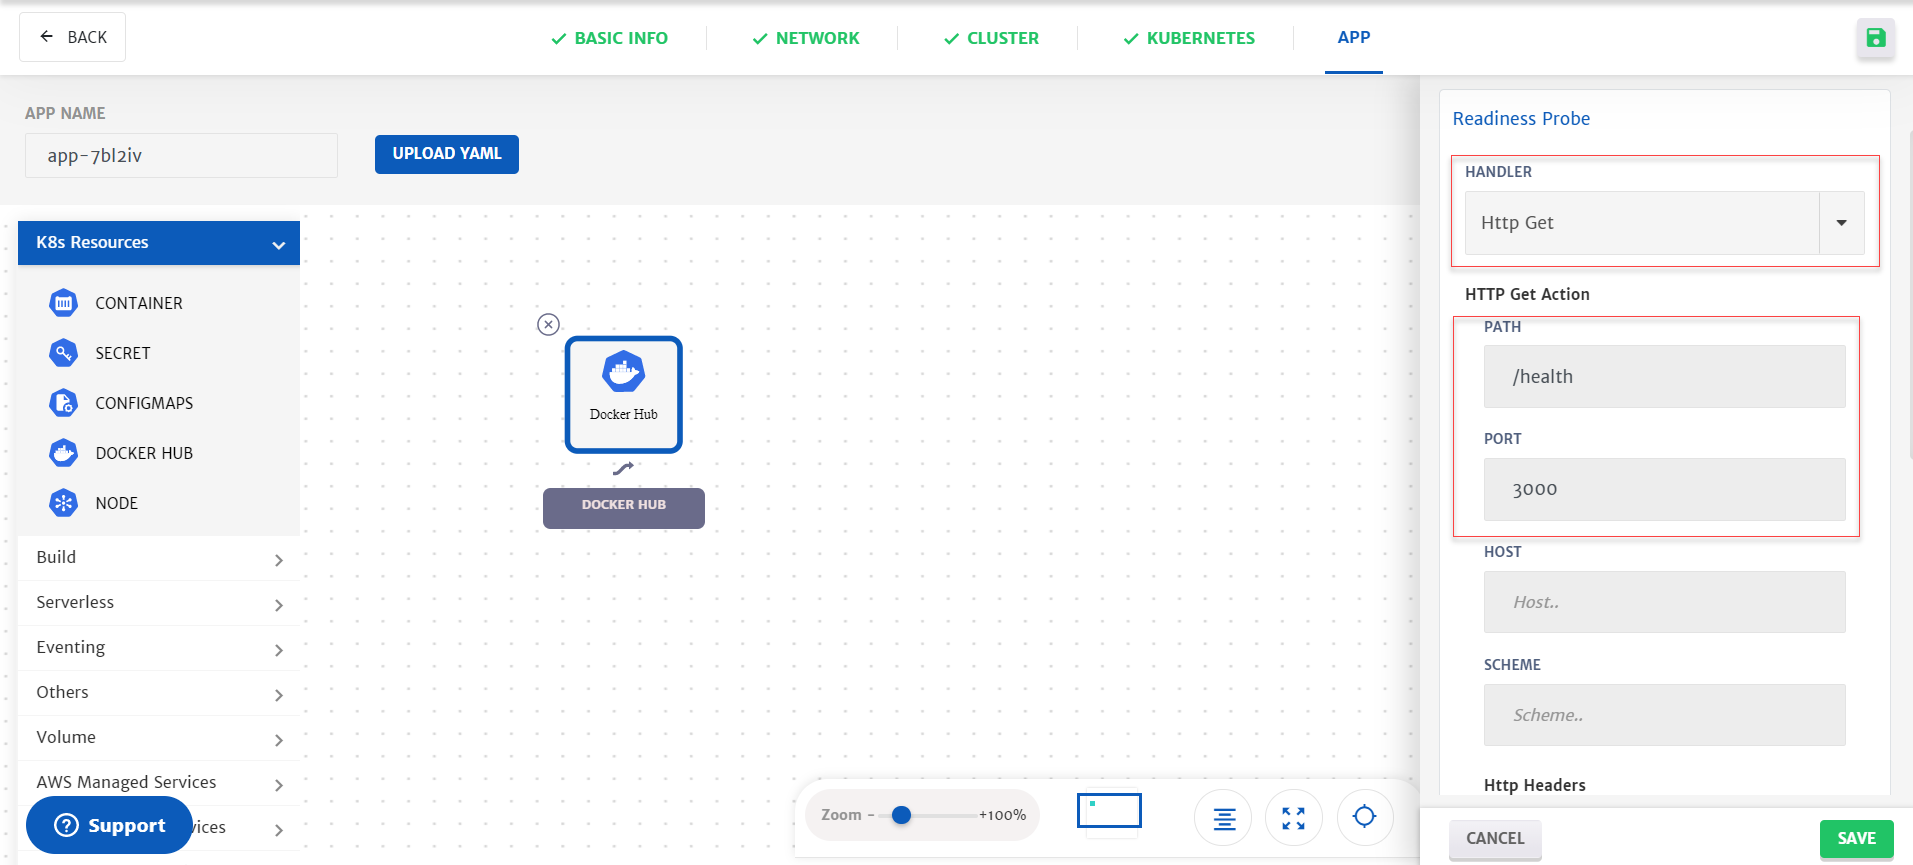 BACK
BASIC INFO
NETWORK
CLUSTER
KUBERNETES
APP
APP NAME
app-7bl2iv
UPLOAD YAML
K8s Resources
CONTAINER
SECRET
CONFIGMAPS
DOCKER HUB
NODE
Build
Serverless
Eventing
Others
Volume
AWS Managed Services
vices
? Support
Docker Hub
DOCKER HUB
Zoom - +100%
Readiness Probe
HANDLER
Http Get
HTTP Get Action
PATH
/health
PORT
3000
HOST
Host..
SCHEME
Scheme..
Http Headers
CANCEL
SAVE